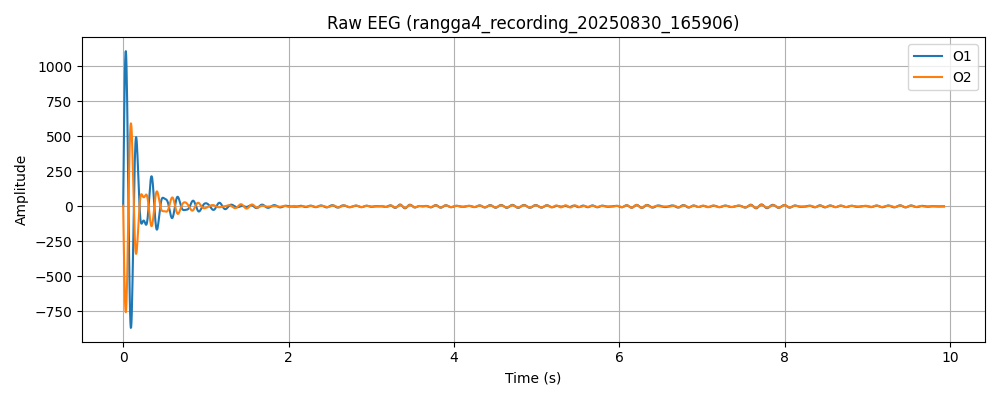 Raw EEG (rangga4_recording_20250830_165906)
O1
O2
Amplitude
1000
750
500
250
0
−250
−500
−750
0 2 4 6 8 10
Time (s)